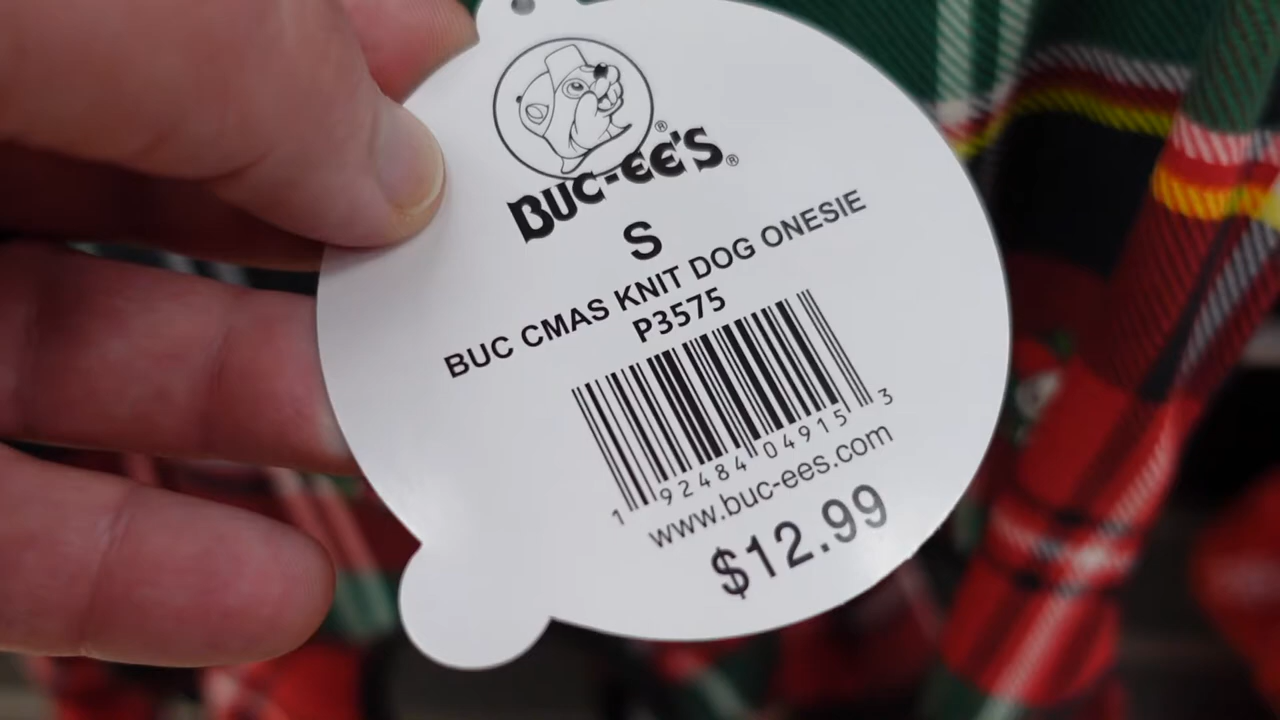 BUC-EE'S®
S
BUC CMAS KNIT DOG ONESIE
P3575
1 92484 04915 3
www.buc-ees.com
$12.99